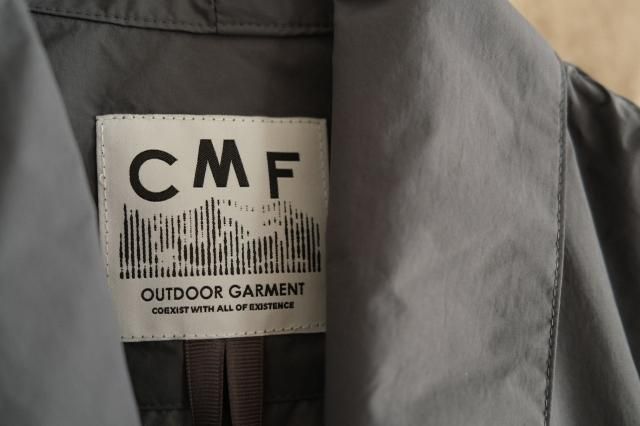 CMF
OUTDOOR GARMENT
COEXIST WITH ALL OF EXISTENCE